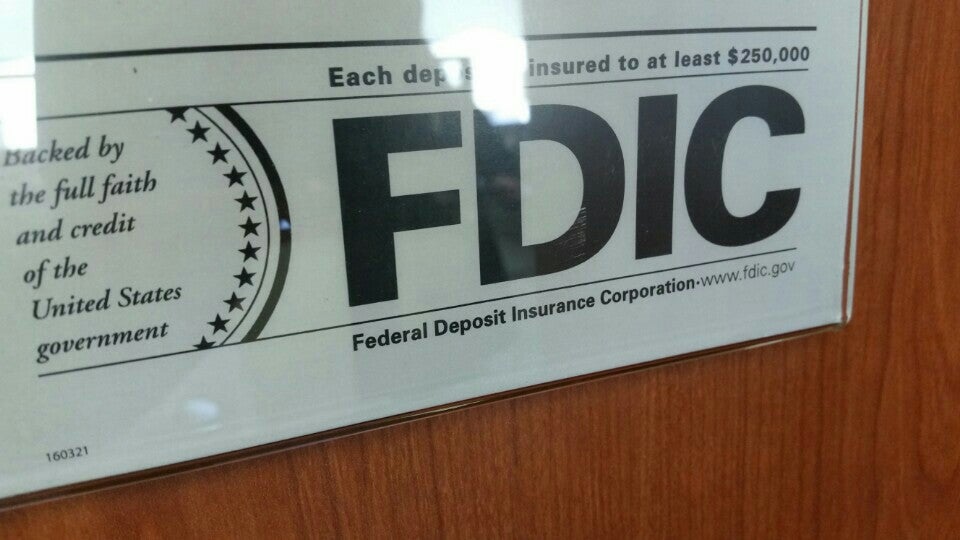 Each insured to at least $250,000
Backed by
the full faith
and credit
of the
United States
government
FDIC
Federal Deposit Insurance Corporation•www.fdic.gov
160321